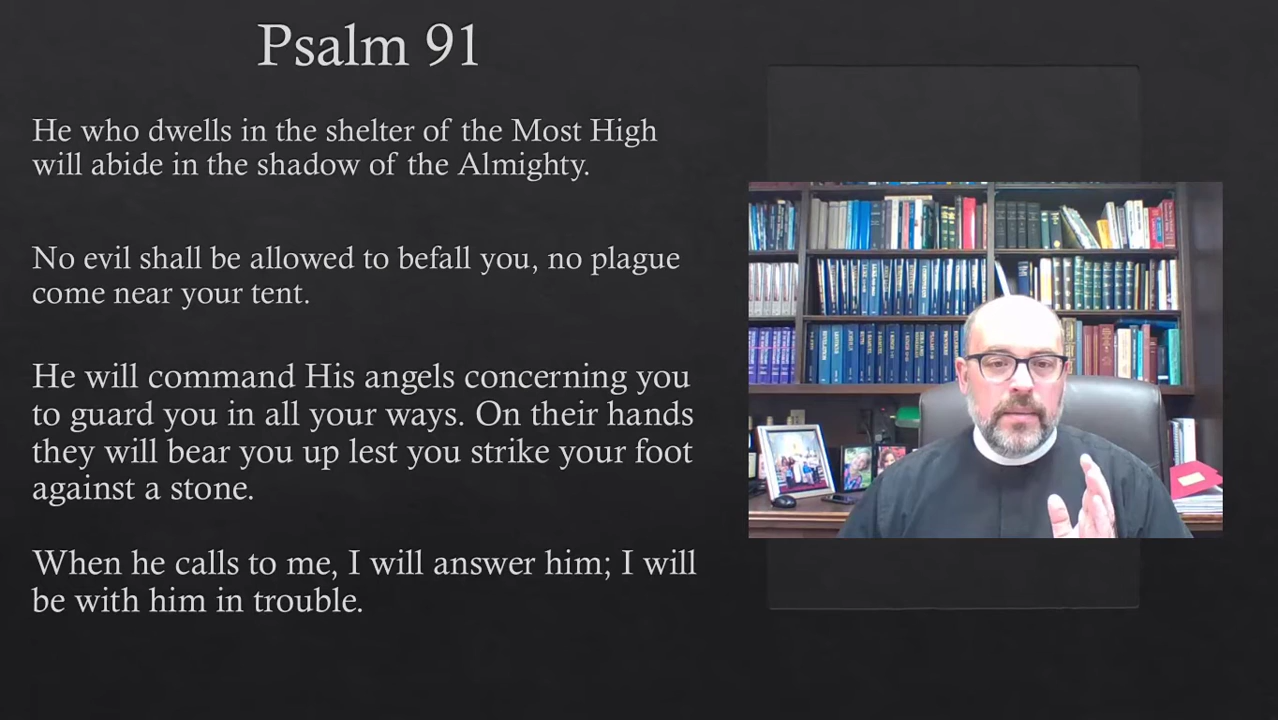 Psalm 91
He who dwells in the shelter of the Most High
will abide in the shadow of the Almighty.
No evil shall be allowed to befall you, no plague
come near your tent.
He will command His angels concerning you
to guard you in all your ways. On their hands
they will bear you up lest you strike your foot
against a stone.
When he calls to me, I will answer him; I will
be with him in trouble.